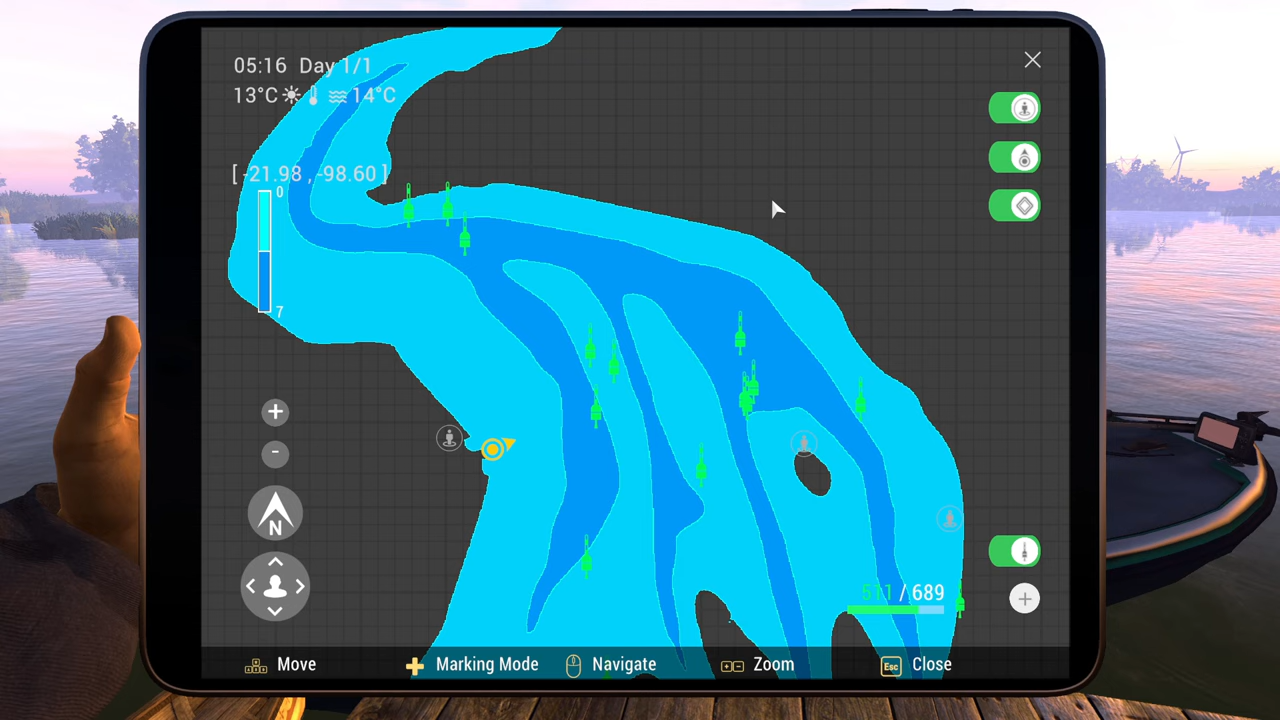 05:16 Day 1/1
13°C 14°C
[ -21.98 , -98.60 ]
0
7
+
-
N
511 / 689
+
Move
Marking Mode
Navigate
Zoom
Esc
Close